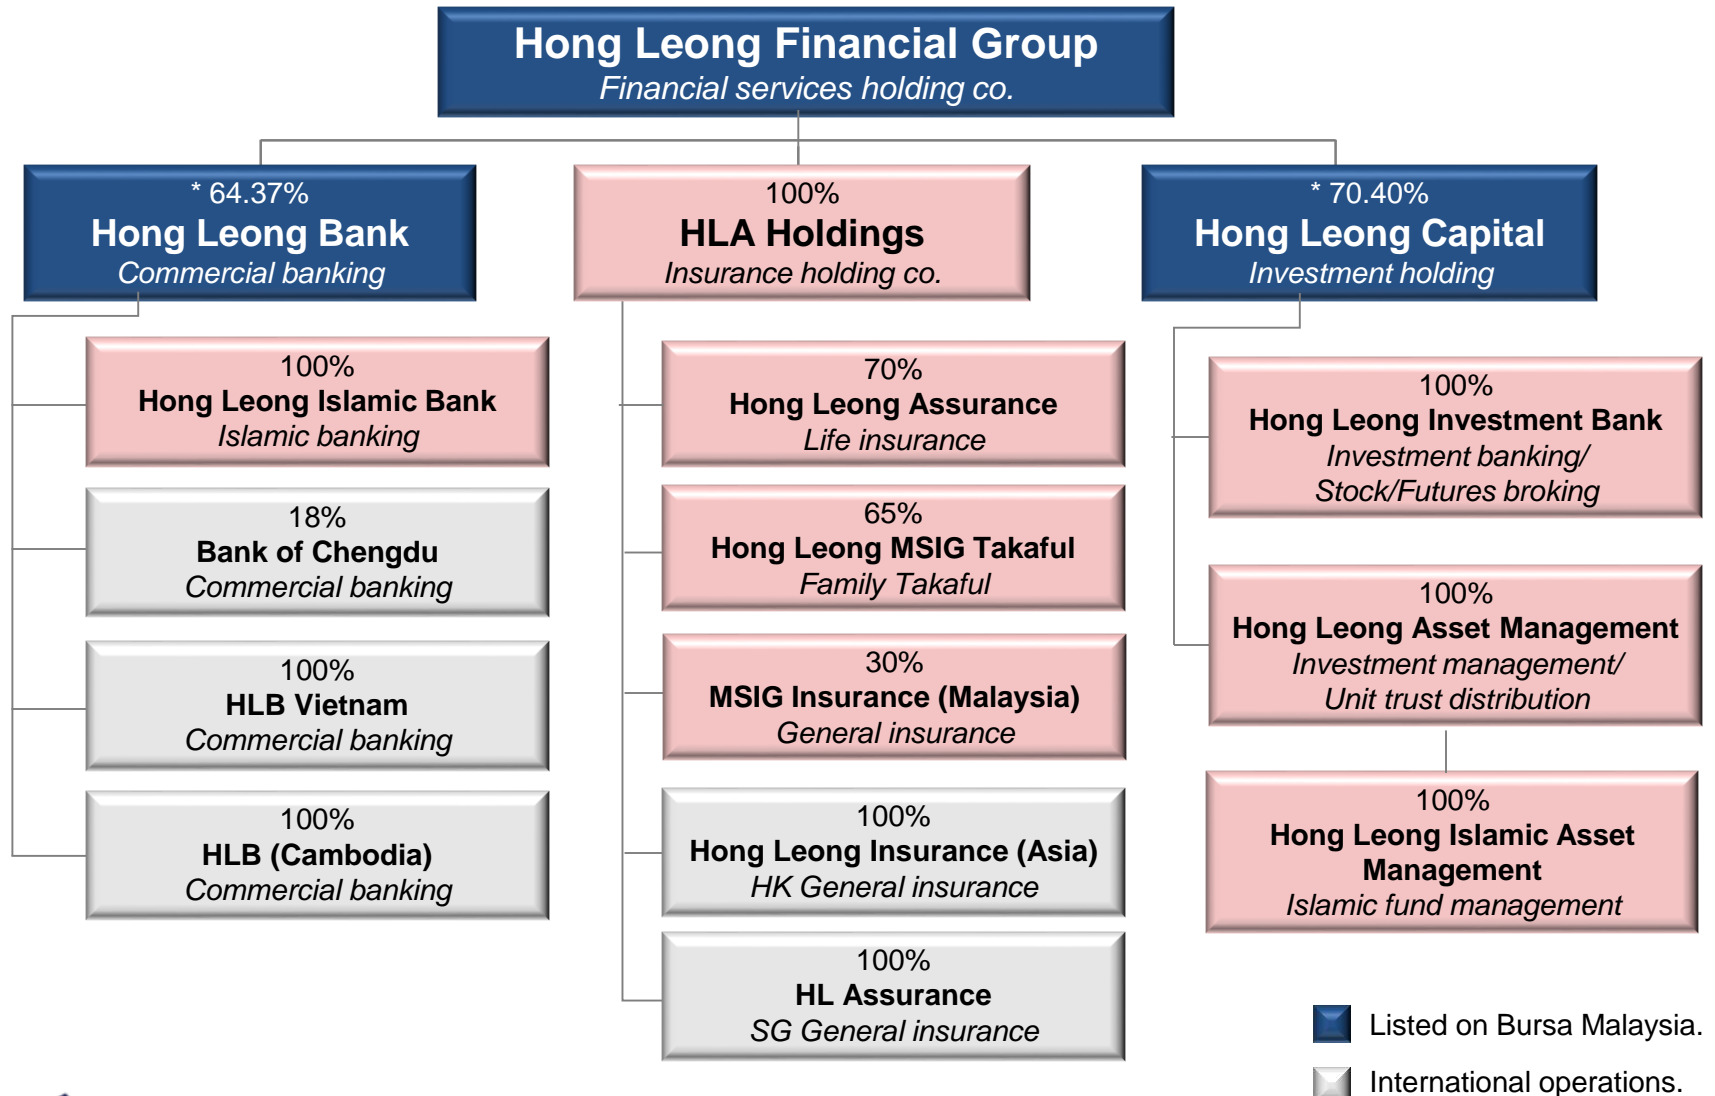 Hong Leong Financial Group
Financial services holding co.
* 64.37%
Hong Leong Bank
Commercial banking
100%
Hong Leong Islamic Bank
Islamic banking
18%
Bank of Chengdu
Commercial banking
100%
HLB Vietnam
Commercial banking
100%
HLB (Cambodia)
Commercial banking
100%
HLA Holdings
Insurance holding co.
70%
Hong Leong Assurance
Life insurance
65%
Hong Leong MSIG Takaful
Family Takaful
30%
MSIG Insurance (Malaysia)
General insurance
100%
Hong Leong Insurance (Asia)
HK General insurance
100%
HL Assurance
SG General insurance
* 70.40%
Hong Leong Capital
Investment holding
100%
Hong Leong Investment Bank
Investment banking/
Stock/Futures broking
100%
Hong Leong Asset Management
Investment management/
Unit trust distribution
100%
Hong Leong Islamic Asset
Management
Islamic fund management
Listed on Bursa Malaysia.
International operations.